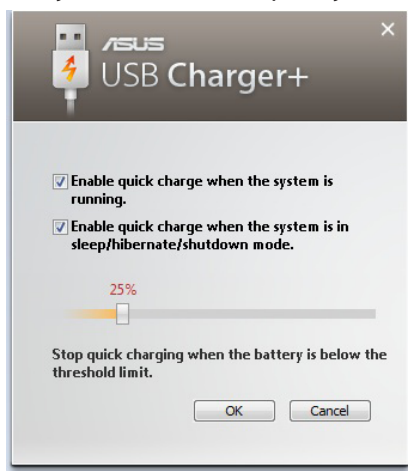 ASUS
USB Charger+
Enable quick charge when the system is
running.
Enable quick charge when the system is in
sleep/hibernate/shutdown mode.
25%
Stop quick charging when the battery is below the
threshold limit.
OK Cancel